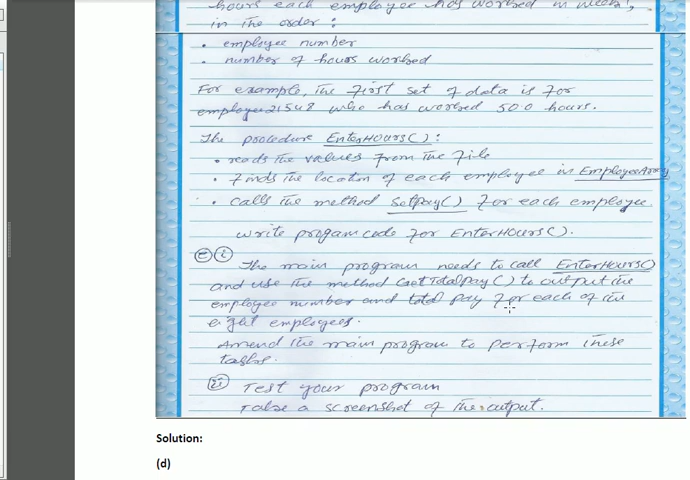 hours each employee has worked in week 1,
in the order:
• employee number
• number of hours worked
For example, The First set of data is For
employee 21548 who has worked 50.0 hours.
The procedure EnterHours():
• reads The values From The File
• Finds the location of each employee in EmployeeArray
• calls The method SetPay() For each employee.
Write program code For EnterHours().
(e)(i)
The main program needs to call EnterHours()
and use The method GetTotalPay() to output the
employee number and total pay For each of the
eight employees.
Amend The main program to perform These
tasks.
(ii) Test your program
Take a screenshot of The output.
Solution:
(d)